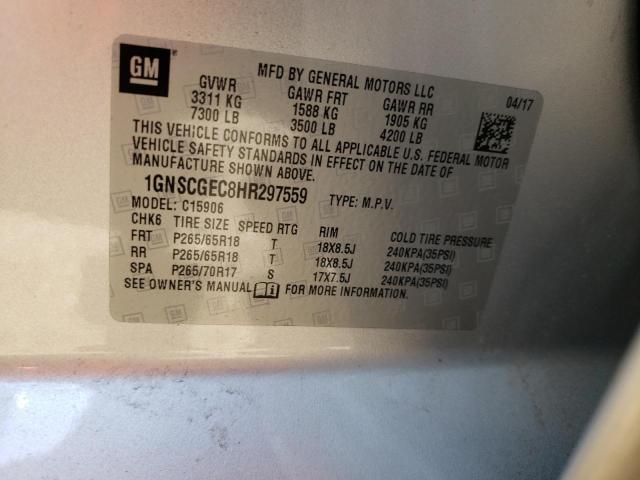 GM
MFD BY GENERAL MOTORS LLC
04/17
GVWR GAWR FRT GAWR RR
3311 KG 1588 KG 1905 KG
7300 LB 3500 LB 4200 LB
THIS VEHICLE CONFORMS TO ALL APPLICABLE U.S. FEDERAL MOTOR
VEHICLE SAFETY STANDARDS IN EFFECT ON THE DATE OF
MANUFACTURE SHOWN ABOVE.
1GNSCGEC8HR297559 TYPE: M.P.V.
MODEL: C15906
CHK6 TIRE SIZE SPEED RTG RIM COLD TIRE PRESSURE
FRT P265/65R18 T 18X8.5J 240KPA(35PSI)
RR P265/65R18 T 18X8.5J 240KPA(35PSI)
SPA P265/70R17 S 17X7.5J 240KPA(35PSI)
SEE OWNER'S MANUAL FOR MORE INFORMATION.